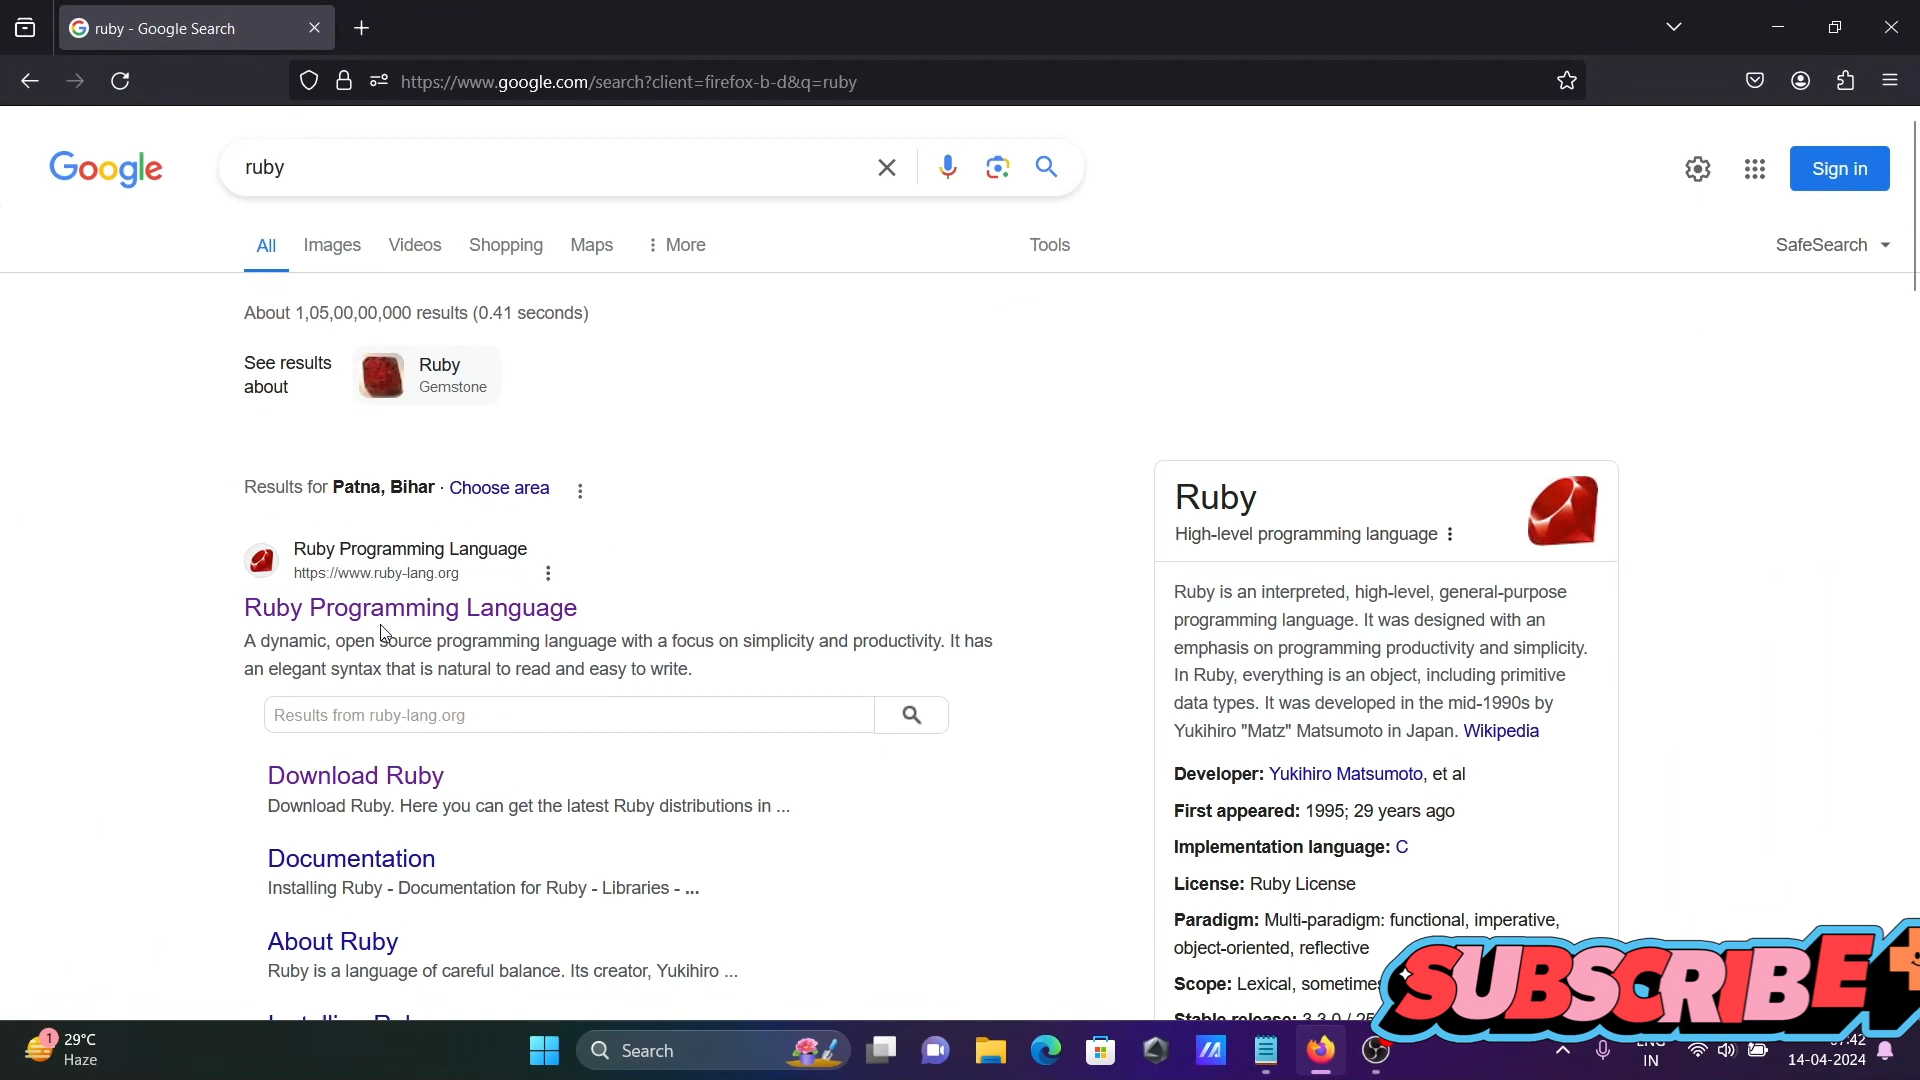 ruby - Google Search
https://www.google.com/search?client=firefox-b-d&q=ruby
Google
ruby
Sign in
All Images Videos Shopping Maps More Tools SafeSearch
About 1,05,00,00,000 results (0.41 seconds)
See results about
Ruby
Gemstone
Results for Patna, Bihar · Choose area
Ruby Programming Language
https://www.ruby-lang.org
Ruby Programming Language
A dynamic, open source programming language with a focus on simplicity and productivity. It has
an elegant syntax that is natural to read and easy to write.
Results from ruby-lang.org
Download Ruby
Download Ruby. Here you can get the latest Ruby distributions in ...
Documentation
Installing Ruby - Documentation for Ruby - Libraries - ...
About Ruby
Ruby is a language of careful balance. Its creator, Yukihiro ...
Ruby
High-level programming language
Ruby is an interpreted, high-level, general-purpose
programming language. It was designed with an
emphasis on programming productivity and simplicity.
In Ruby, everything is an object, including primitive
data types. It was developed in the mid-1990s by
Yukihiro "Matz" Matsumoto in Japan. Wikipedia
Developer: Yukihiro Matsumoto, et al
First appeared: 1995; 29 years ago
Implementation language: C
License: Ruby License
Paradigm: Multi-paradigm: functional, imperative,
object-oriented, reflective
Scope: Lexical, sometimes
Stable release: 3.3.0 / 25
SUBSCRIBE
1
29°C
Haze
Search
ENG
IN
14-04-2024